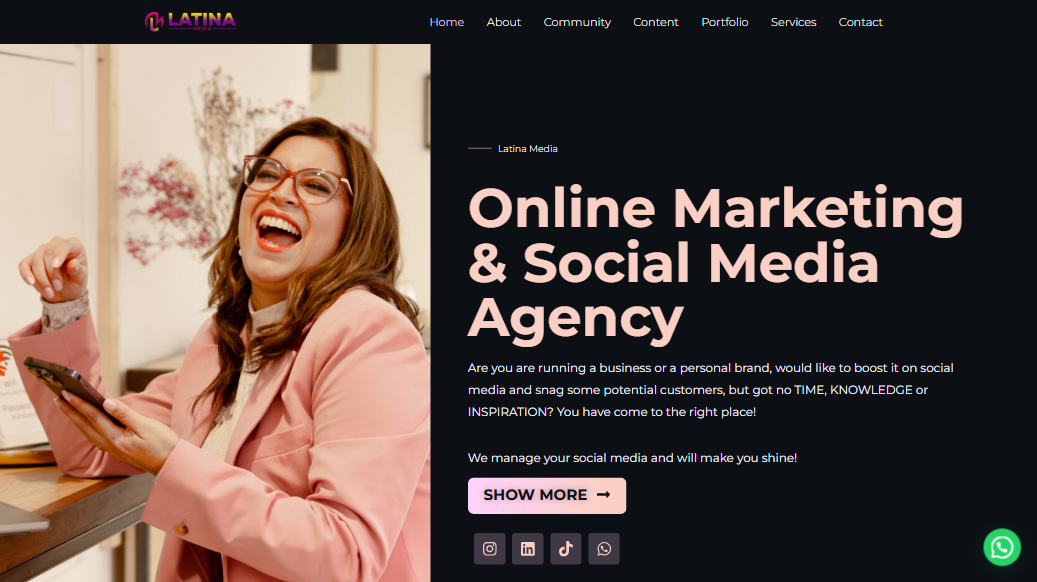 LATINA
MEDIA
Home About Community Content Portfolio Services Contact
Latina Media
Online Marketing
& Social Media
Agency
Are you are running a business or a personal brand, would like to boost it on social
media and snag some potential customers, but got no TIME, KNOWLEDGE or
INSPIRATION? You have come to the right place!
We manage your social media and will make you shine!
SHOW MORE